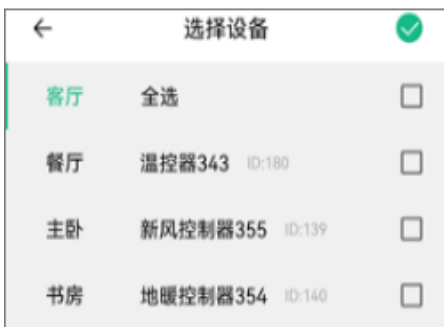 选择设备
客厅 全选
餐厅 温控器343 ID:180
主卧 新风控制器355 ID:139
书房 地暖控制器354 ID:140